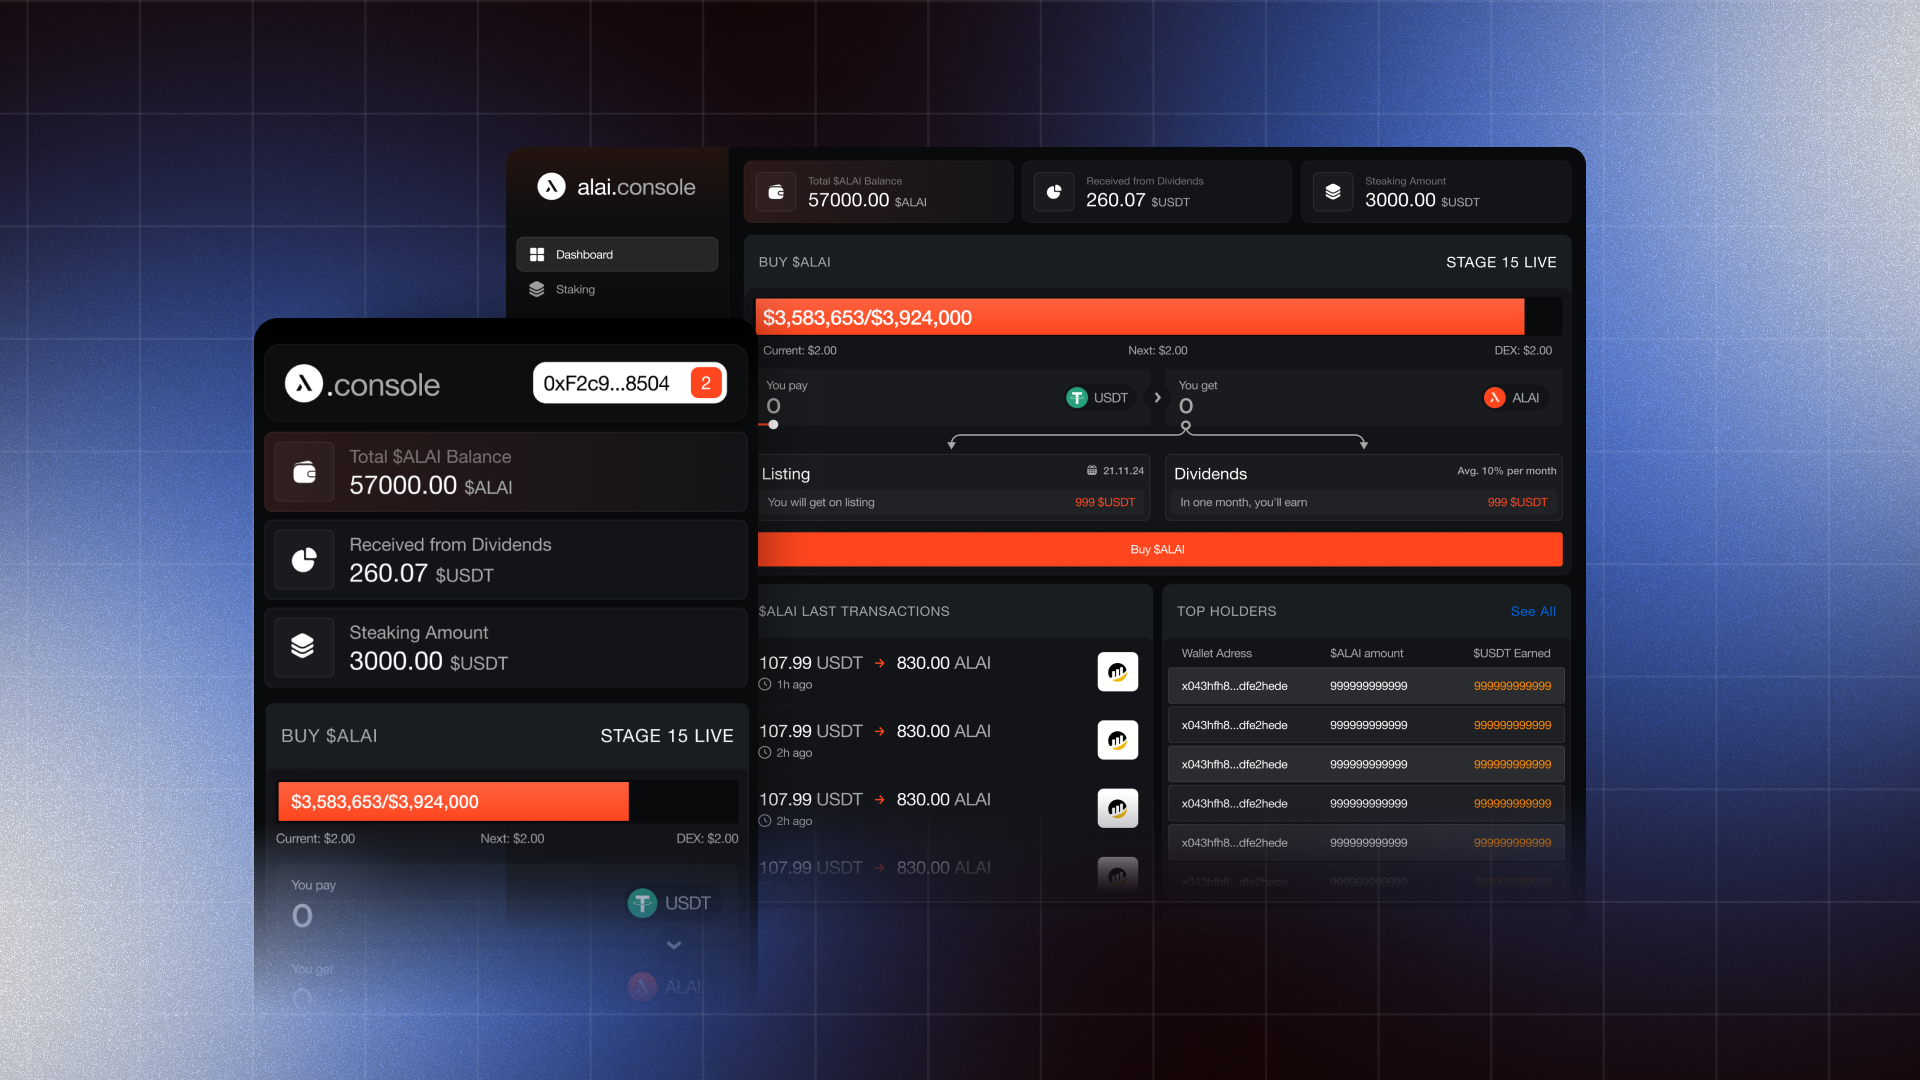 alai.console
Dashboard
Staking
Total $ALAI Balance
57000.00 $ALAI
Received from Dividends
260.07 $USDT
Steaking Amount
3000.00 $USDT
BUY $ALAI
STAGE 15 LIVE
$3,583,653/$3,924,000
Current: $2.00
Next: $2.00
DEX: $2.00
You pay
0
USDT
You get
0
ALAI
Listing
21.11.24
You will get on listing
999 $USDT
Dividends
Avg. 10% per month
In one month, you'll earn
999 $USDT
Buy $ALAI
$ALAI LAST TRANSACTIONS
107.99 USDT → 830.00 ALAI
1h ago
107.99 USDT → 830.00 ALAI
2h ago
107.99 USDT → 830.00 ALAI
2h ago
107.99 USDT → 830.00 ALAI
TOP HOLDERS
See All
Wallet Adress $ALAI amount $USDT Earned
x043hfh8...dfe2hede 999999999999 999999999999
x043hfh8...dfe2hede 999999999999 999999999999
x043hfh8...dfe2hede 999999999999 999999999999
x043hfh8...dfe2hede 999999999999 999999999999
x043hfh8...dfe2hede 999999999999 999999999999
x043hfh8...dfe2hede 999999999999 999999999999
.console
0xF2c9...8504
2
Total $ALAI Balance
57000.00 $ALAI
Received from Dividends
260.07 $USDT
Steaking Amount
3000.00 $USDT
BUY $ALAI
STAGE 15 LIVE
$3,583,653/$3,924,000
Current: $2.00
Next: $2.00
DEX: $2.00
You pay
0
USDT
You get
0
ALAI